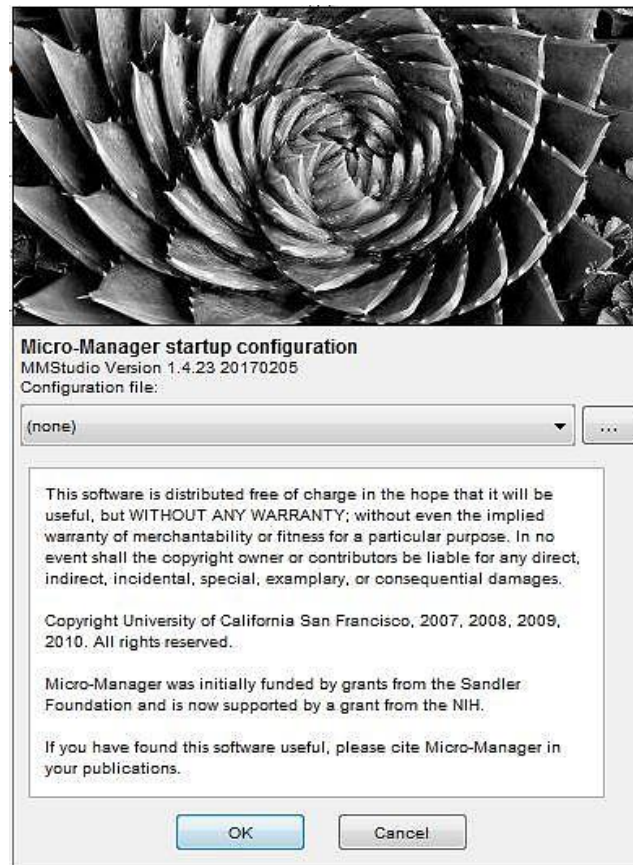 Micro-Manager startup configuration
MMStudio Version 1.4.23 20170205
Configuration file:
(none)
...
This software is distributed free of charge in the hope that it will be
useful, but WITHOUT ANY WARRANTY; without even the implied
warranty of merchantability or fitness for a particular purpose. In no
event shall the copyright owner or contributors be liable for any direct,
indirect, incidental, special, examplary, or consequential damages.
Copyright University of California San Francisco, 2007, 2008, 2009,
2010. All rights reserved.
Micro-Manager was initially funded by grants from the Sandler
Foundation and is now supported by a grant from the NIH.
If you have found this software useful, please cite Micro-Manager in
your publications.
OK
Cancel